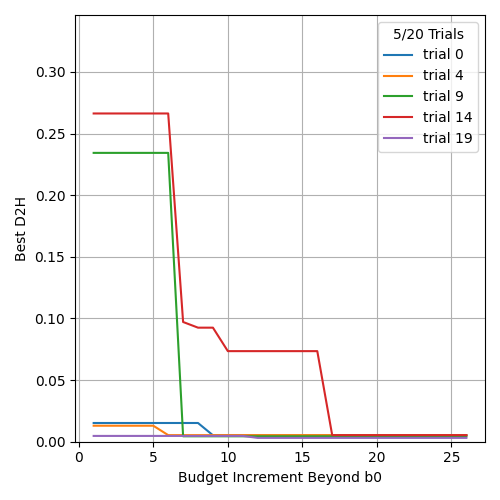 5/20 Trials
trial 0
trial 4
trial 9
trial 14
trial 19
Best D2H
0.30
0.25
0.20
0.15
0.10
0.05
0.00
0 5 10 15 20 25
Budget Increment Beyond b0